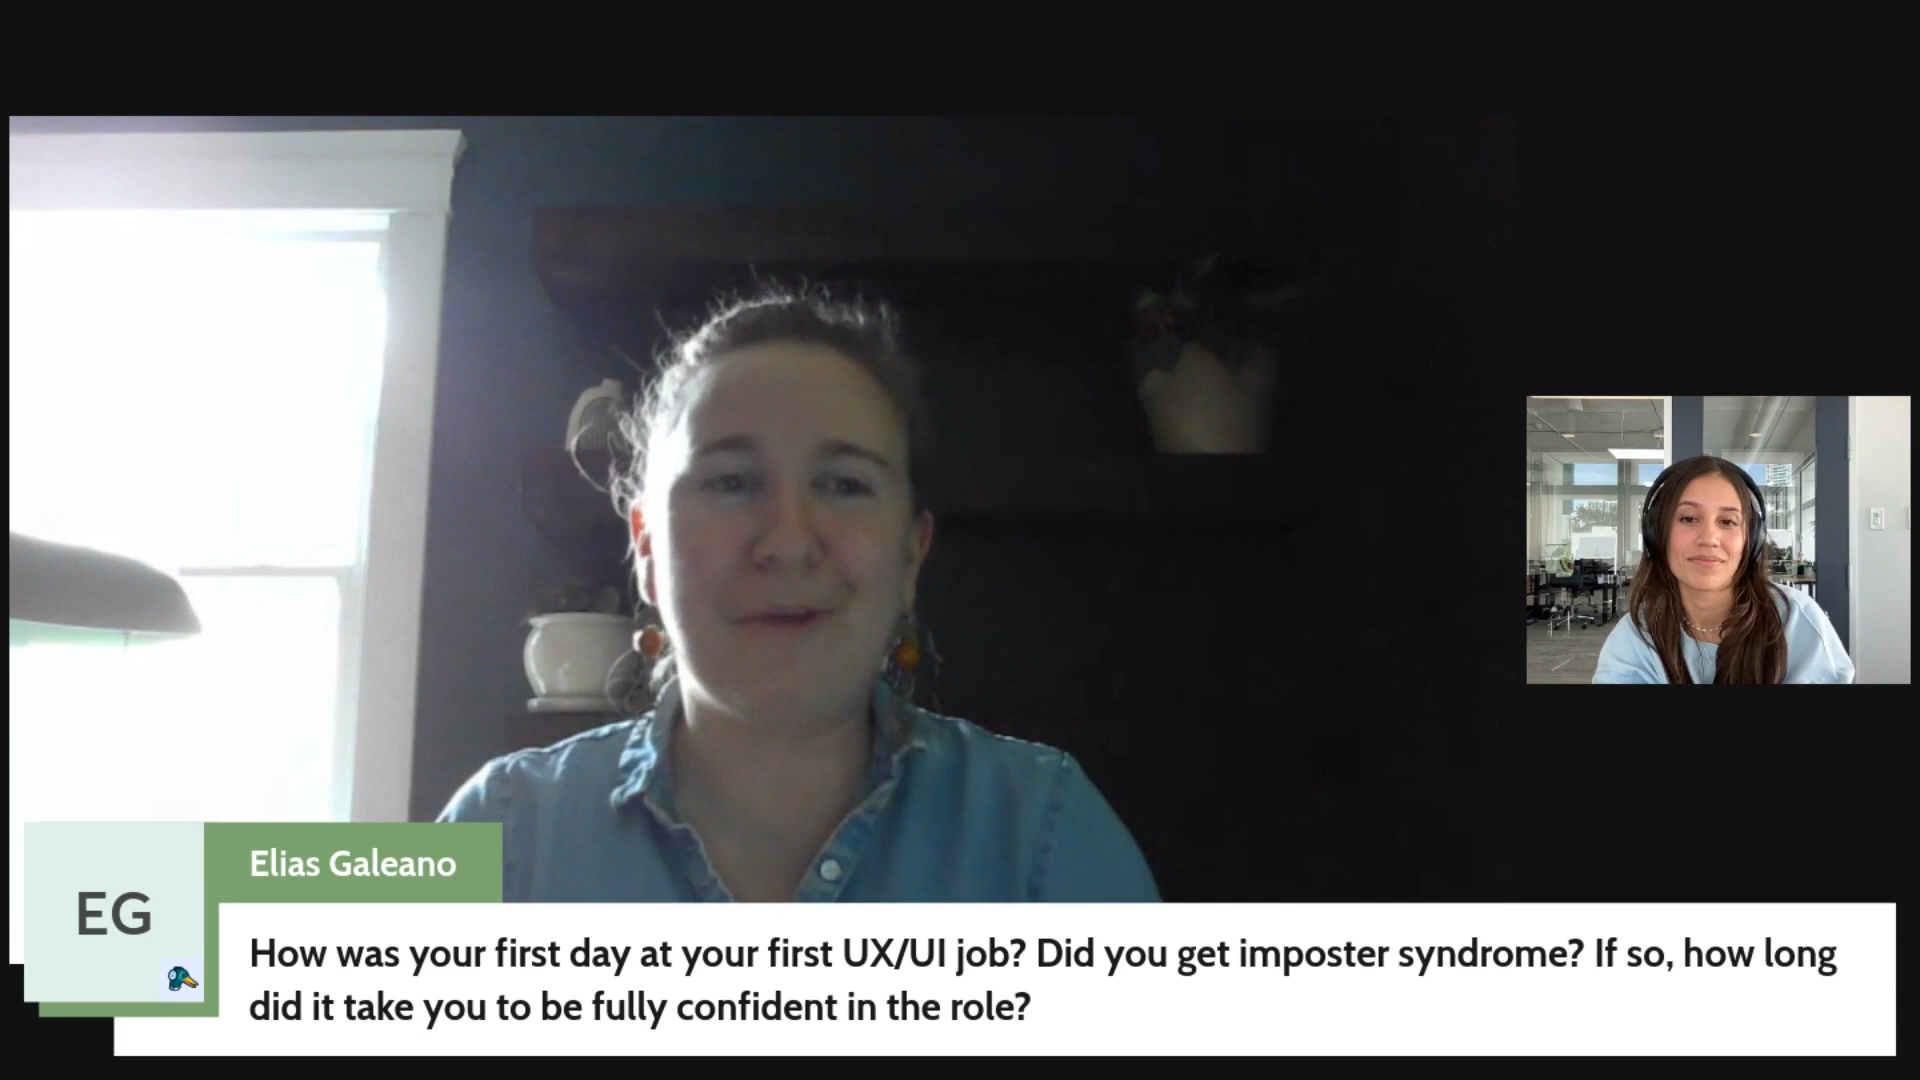 Elias Galeano
EG
How was your first day at your first UX/UI job? Did you get imposter syndrome? If so, how long
did it take you to be fully confident in the role?